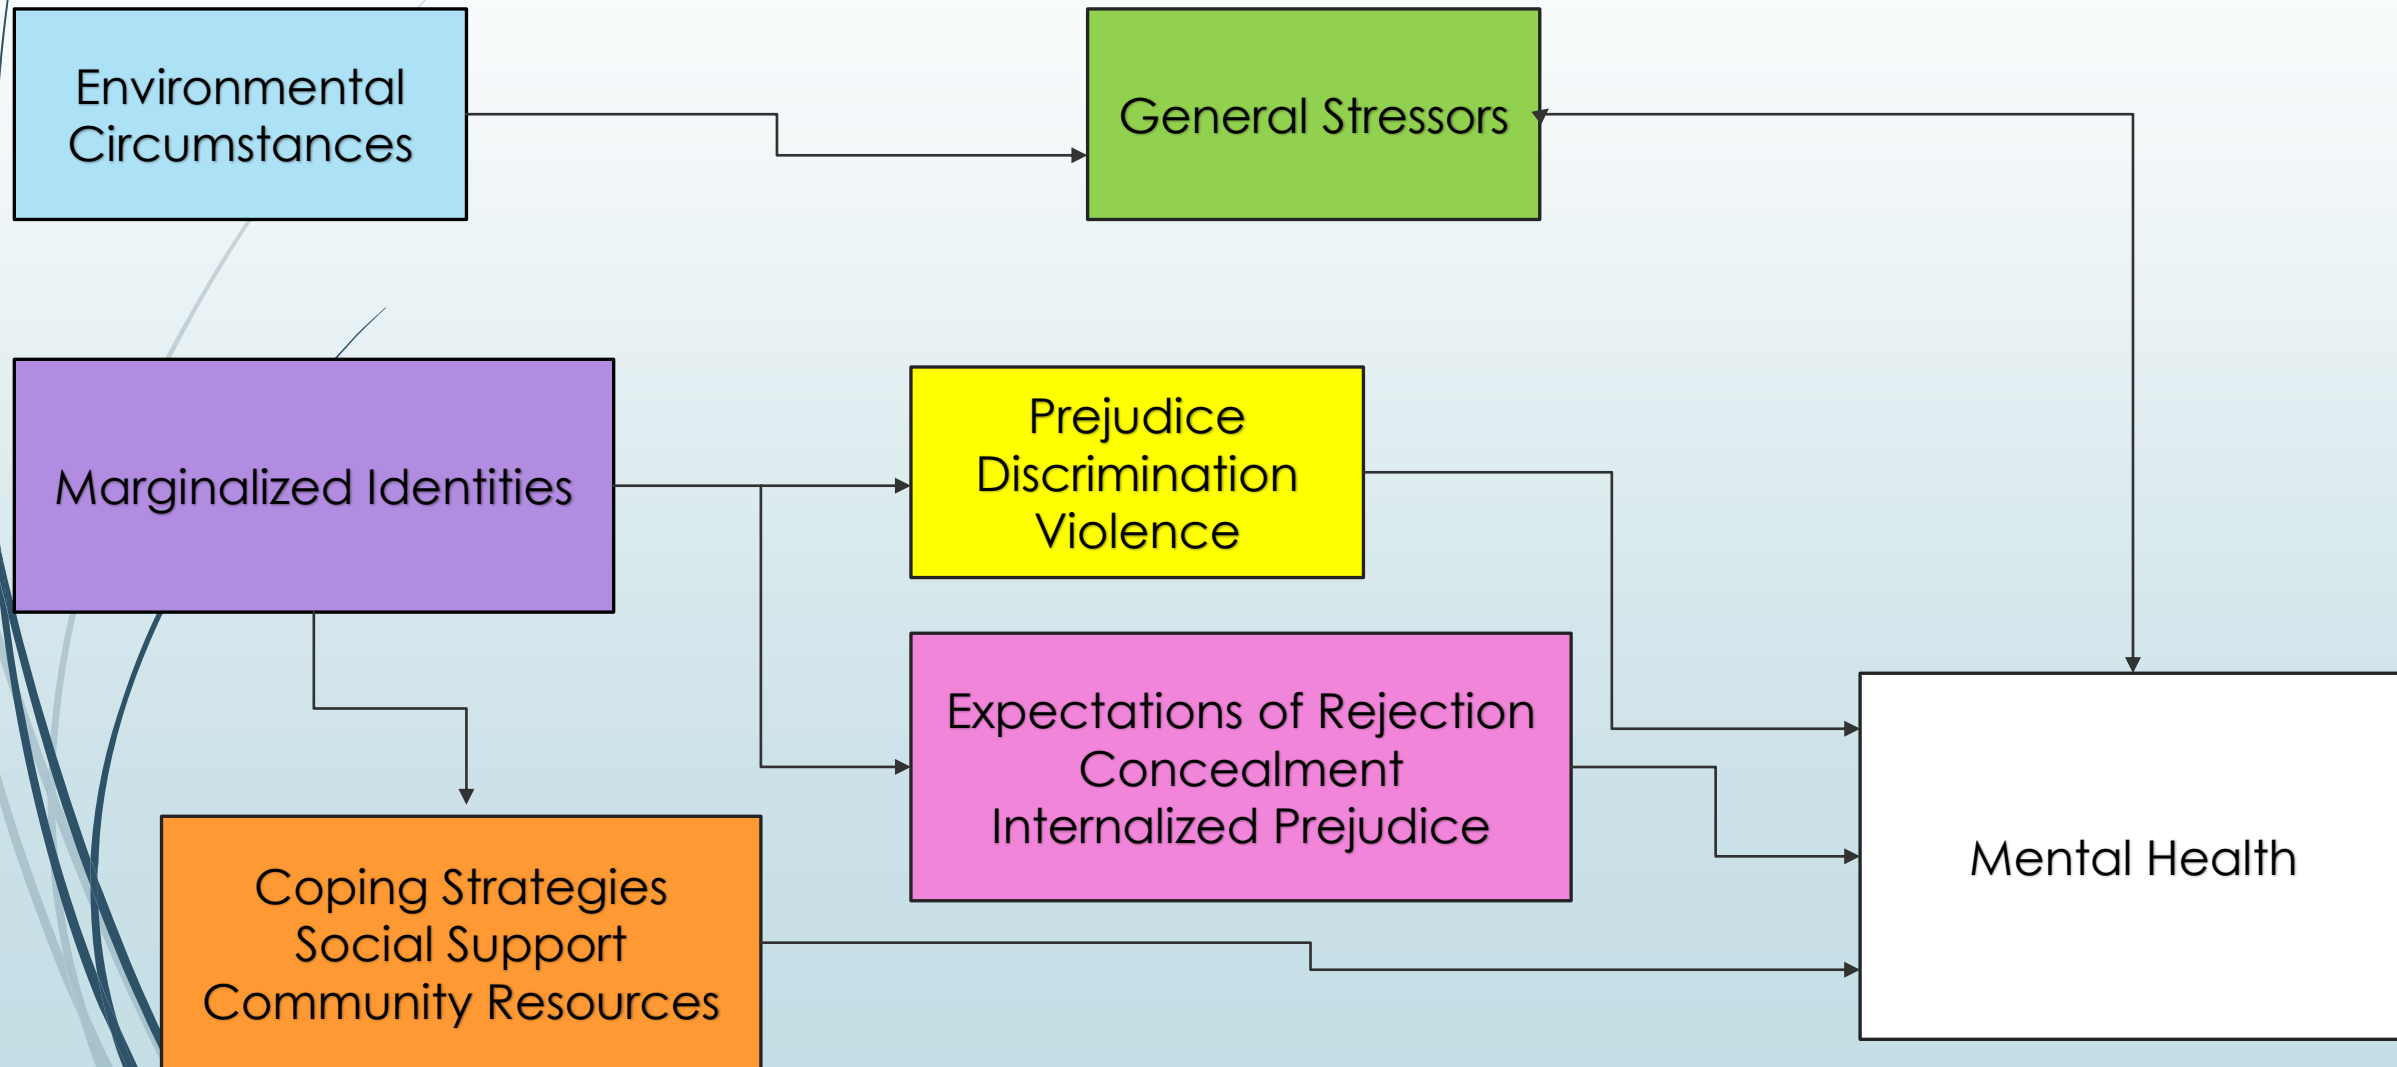 Environmental
Circumstances
General Stressors
Marginalized Identities
Prejudice
Discrimination
Violence
Expectations of Rejection
Concealment
Internalized Prejudice
Coping Strategies
Social Support
Community Resources
Mental Health